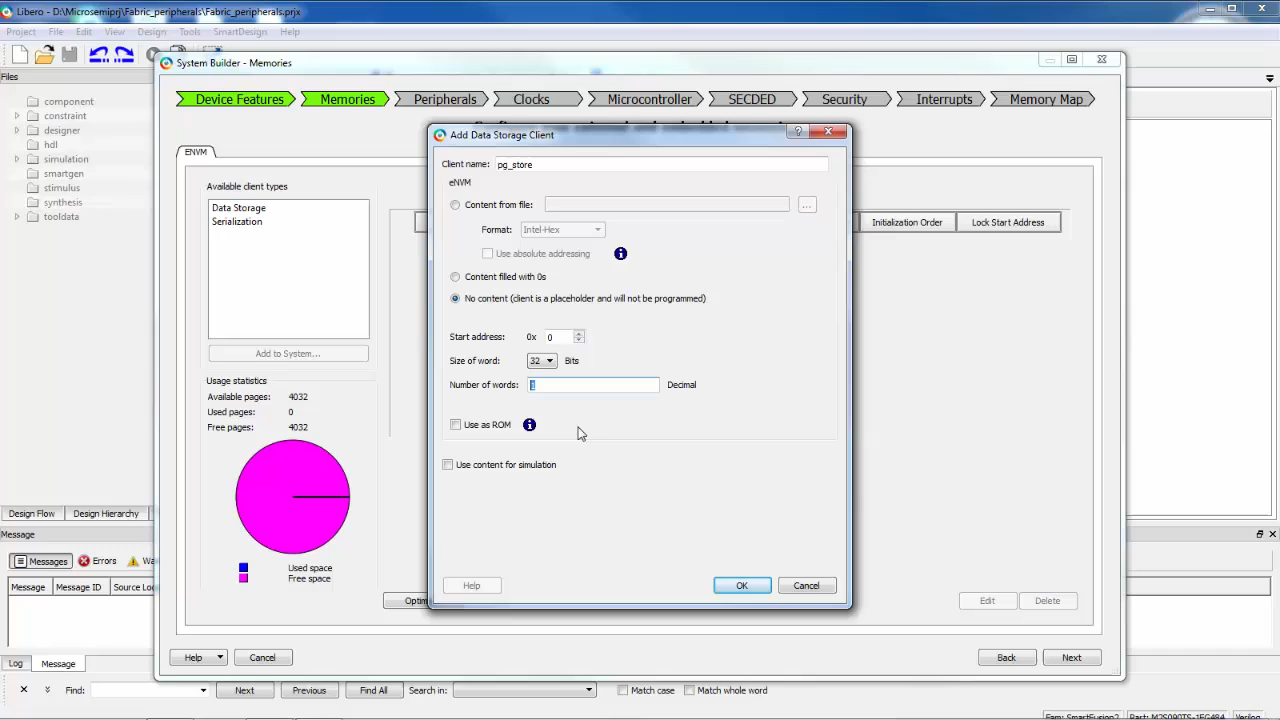 Libero - D:\Microsemiprj\Fabric_peripherals\Fabric_peripherals.prjx
Project File Edit View Design Tools SmartDesign Help
System Builder - Memories
Files
Device Features Memories Peripherals Clocks Microcontroller SECDED Security Interrupts Memory Map
component
constraint
designer
hdl
simulation
smartgen
stimulus
synthesis
tooldata
Add Data Storage Client
ENVM
Client name: pg_store
eNVM
Available client types
Data Storage
Serialization
Content from file: ...
Initialization Order Lock Start Address
Format: Intel-Hex
Use absolute addressing
Content filled with 0s
No content (client is a placeholder and will not be programmed)
Start address: 0x 0
Add to System...
Size of word: 32 Bits
Number of words: 1 Decimal
Usage statistics
Available pages: 4032
Used pages: 0
Free pages: 4032
Use as ROM
Use content for simulation
Used space
Free space
Help OK Cancel
Edit Delete
Design Flow Design Hierarchy
Message
Messages Errors
Message Message ID
Help Cancel Back Next
Log Message
Find: Next Previous Find All Search in: Match case Match whole word
Fam: SmartFusion2 Part: M2S090TS-1FG484 Verilog